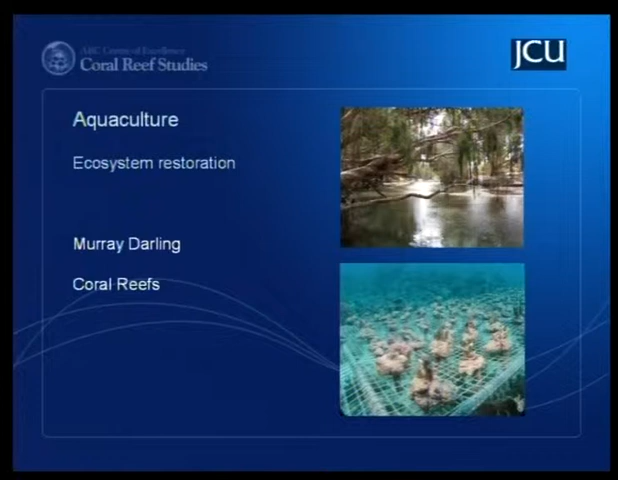 ARC Centre of Excellence
Coral Reef Studies
JCU
Aquaculture
Ecosystem restoration
Murray Darling
Coral Reefs